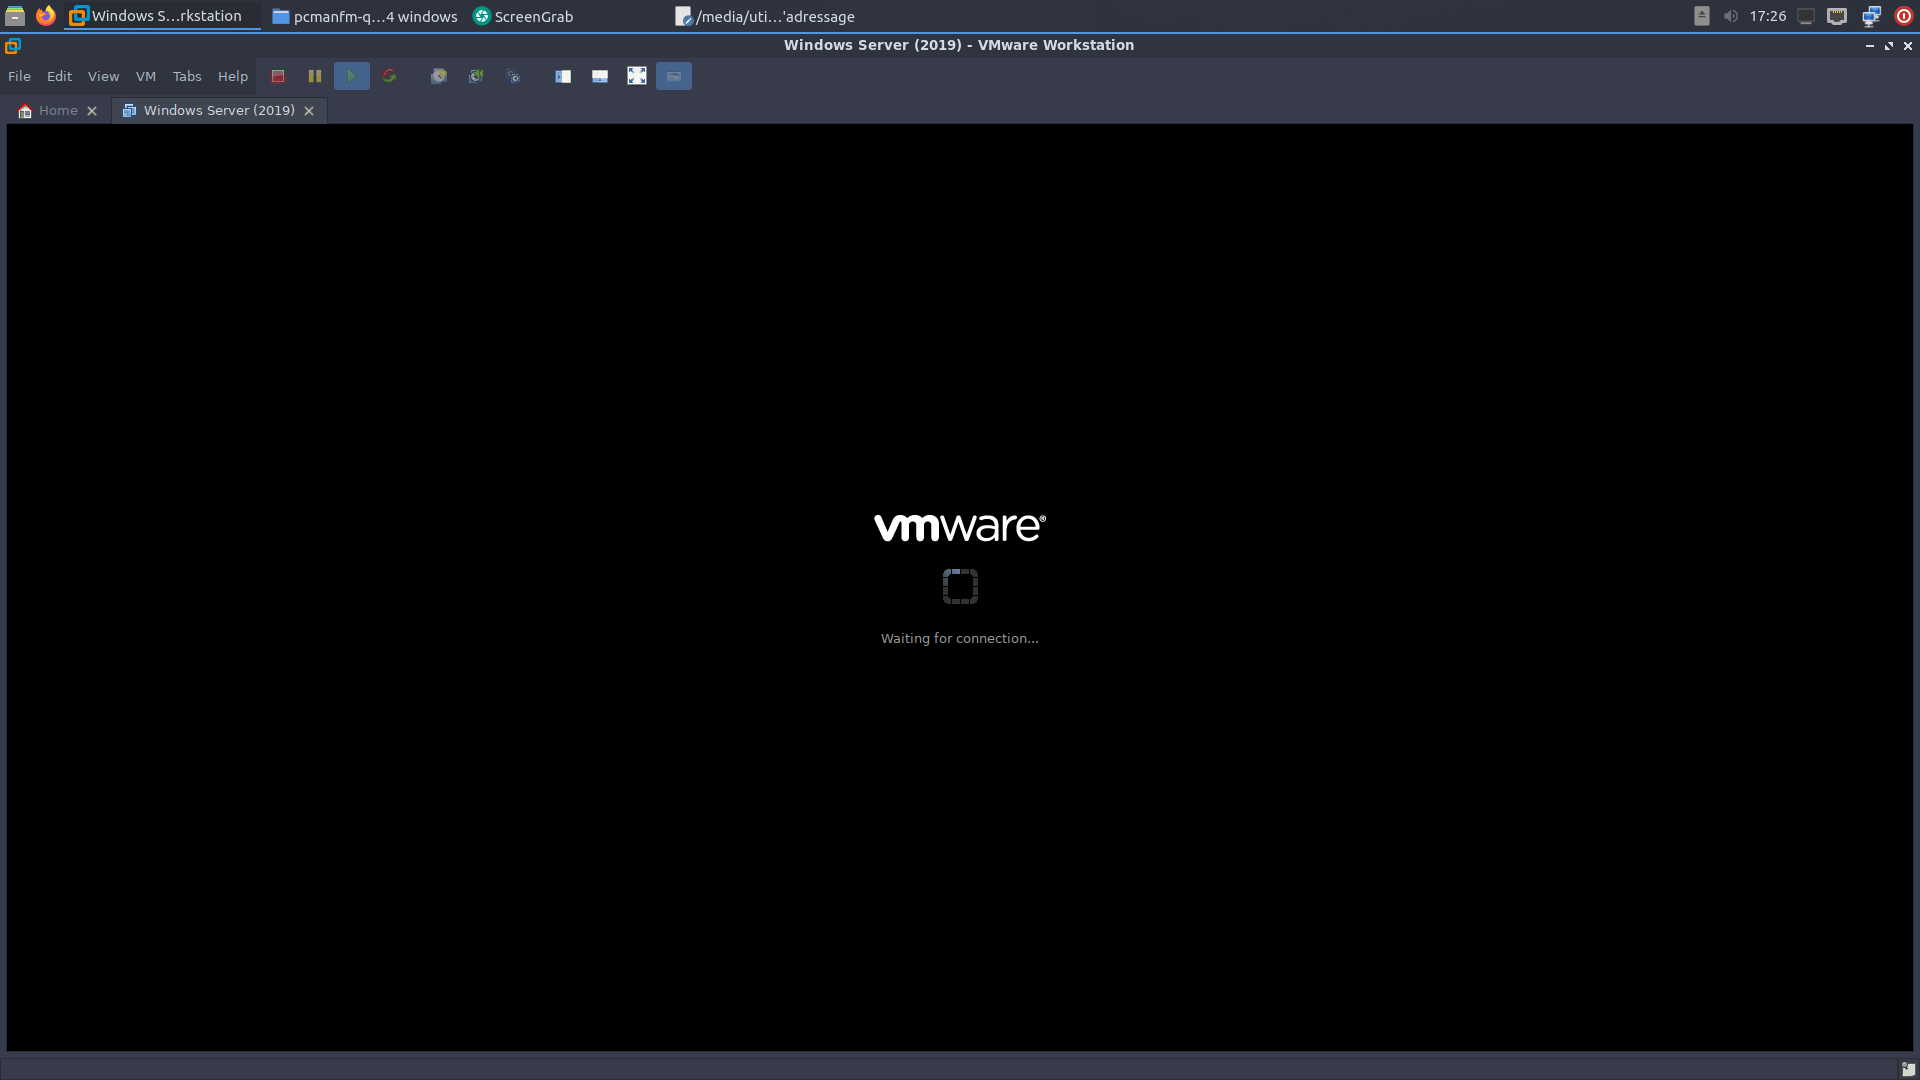 Windows S...rkstation
pcmanfm-q...4 windows
ScreenGrab
/media/uti...'adressage
17:26
Windows Server (2019) - VMware Workstation
File Edit View VM Tabs Help
Home
Windows Server (2019)
vmware®
Waiting for connection...